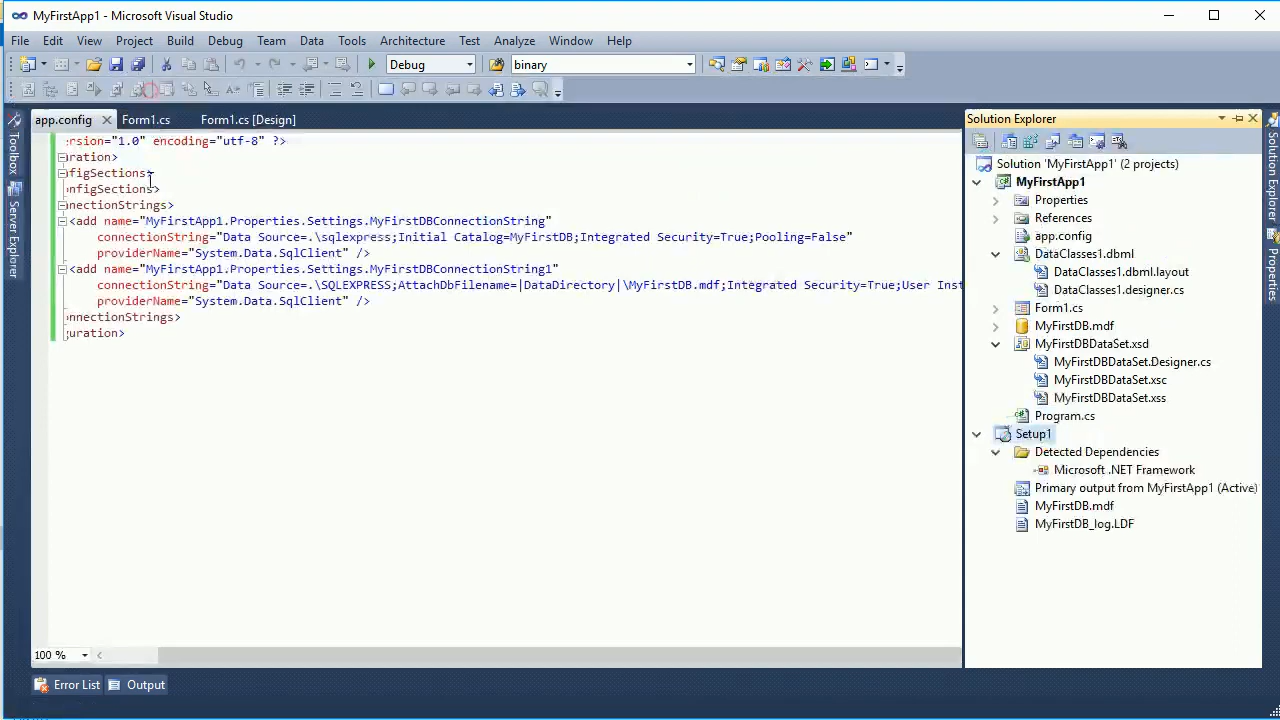 MyFirstApp1 - Microsoft Visual Studio
File Edit View Project Build Debug Team Data Tools Architecture Test Analyze Window Help
Debug binary
app.config Form1.cs Form1.cs [Design]
Toolbox
Server Explorer
rsion="1.0" encoding="utf-8" ?>
uration>
figSections>
nfigSections>
nnectionStrings>
<add name="MyFirstApp1.Properties.Settings.MyFirstDBConnectionString"
connectionString="Data Source=.\sqlexpress;Initial Catalog=MyFirstDB;Integrated Security=True;Pooling=False"
providerName="System.Data.SqlClient" />
<add name="MyFirstApp1.Properties.Settings.MyFirstDBConnectionString1"
connectionString="Data Source=.\SQLEXPRESS;AttachDbFilename=|DataDirectory|\MyFirstDB.mdf;Integrated Security=True;User Inst
providerName="System.Data.SqlClient" />
nnectionStrings>
uration>
100 %
Error List Output
Solution Explorer
Solution 'MyFirstApp1' (2 projects)
MyFirstApp1
Properties
References
app.config
DataClasses1.dbml
DataClasses1.dbml.layout
DataClasses1.designer.cs
Form1.cs
MyFirstDB.mdf
MyFirstDBDataSet.xsd
MyFirstDBDataSet.Designer.cs
MyFirstDBDataSet.xsc
MyFirstDBDataSet.xss
Program.cs
Setup1
Detected Dependencies
Microsoft .NET Framework
Primary output from MyFirstApp1 (Active)
MyFirstDB.mdf
MyFirstDB_log.LDF
Solution Explorer
Properties